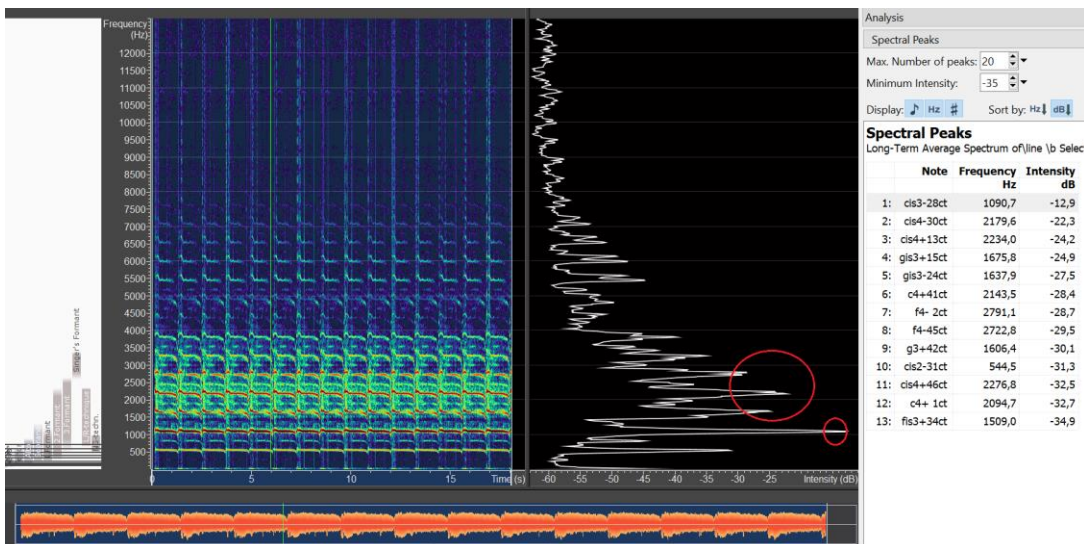 Frequency
(Hz)
12000
11500
11000
10500
10000
9500
9000
8500
8000
7500
7000
6500
6000
5500
5000
4500
4000
3500
3000
2500
2000
1500
1000
500
Singer's Formant
0 5 10 15 Time (s)
-60 -55 -50 -45 -40 -35 -30 -25 Intensity (dB)
Analysis
Spectral Peaks
Max. Number of peaks: 20
Minimum Intensity: -35
Display: ♪ Hz # Sort by: Hz dB
Spectral Peaks
Long-Term Average Spectrum of\line \b Selec
Note Frequency Intensity
Hz dB
1: cis3-28ct 1090,7 -12,9
2: cis4-30ct 2179,6 -22,3
3: cis4+13ct 2234,0 -24,2
4: gis3+15ct 1675,8 -24,9
5: gis3-24ct 1637,9 -27,5
6: c4+41ct 2143,5 -28,4
7: f4- 2ct 2791,1 -28,7
8: f4-45ct 2722,8 -29,5
9: g3+42ct 1606,4 -30,1
10: cis2-31ct 544,5 -31,3
11: cis4+46ct 2276,8 -32,5
12: c4+ 1ct 2094,7 -32,7
13: fis3+34ct 1509,0 -34,9